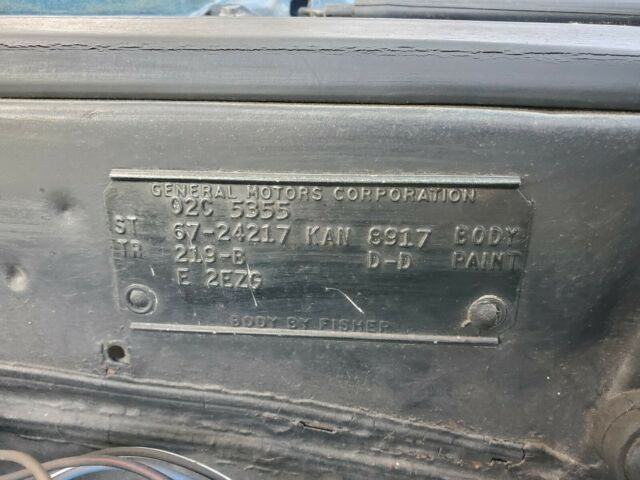 GENERAL MOTORS CORPORATION
02C 5355
ST 67-24217 KAN 8917 BODY
TR 219-B D-D PAINT
E 2EZG
BODY BY FISHER